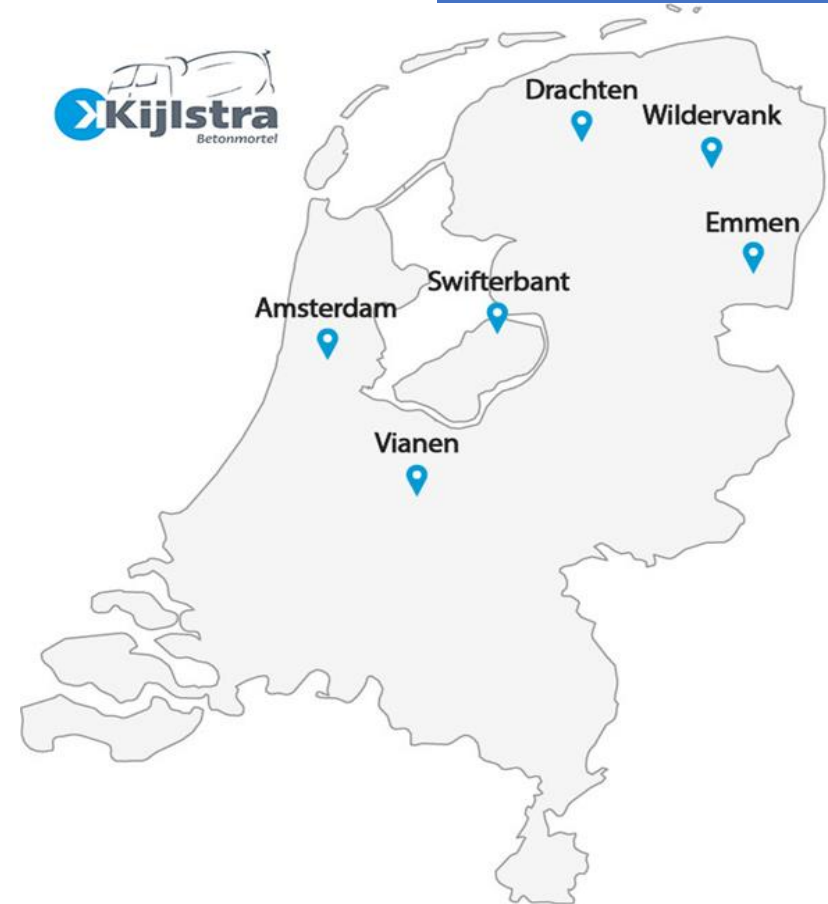 Kijlstra
Betonmortel
Drachten
Wildervank
Emmen
Swifterbant
Amsterdam
Vianen